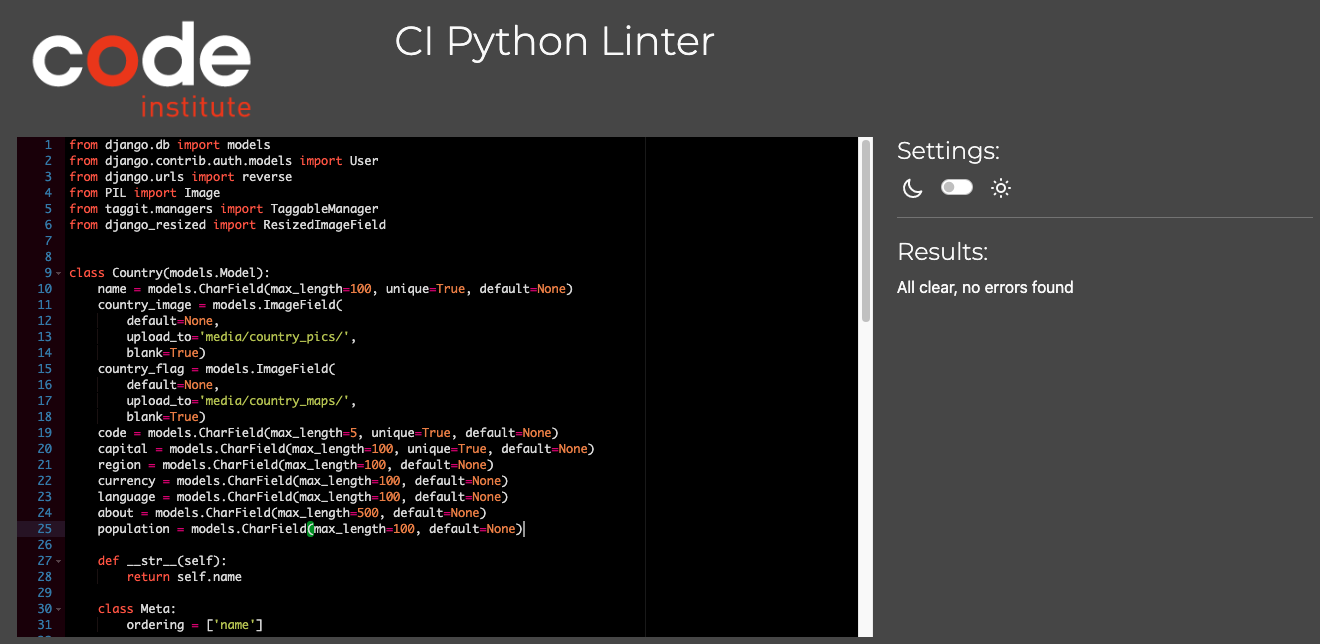 code
institute
CI Python Linter
1 from django.db import models
2 from django.contrib.auth.models import User
3 from django.urls import reverse
4 from PIL import Image
5 from taggit.managers import TaggableManager
6 from django_resized import ResizedImageField
7
8
9 class Country(models.Model):
10     name = models.CharField(max_length=100, unique=True, default=None)
11     country_image = models.ImageField(
12         default=None,
13         upload_to='media/country_pics/',
14         blank=True)
15     country_flag = models.ImageField(
16         default=None,
17         upload_to='media/country_maps/',
18         blank=True)
19     code = models.CharField(max_length=5, unique=True, default=None)
20     capital = models.CharField(max_length=100, unique=True, default=None)
21     region = models.CharField(max_length=100, default=None)
22     currency = models.CharField(max_length=100, default=None)
23     language = models.CharField(max_length=100, default=None)
24     about = models.CharField(max_length=500, default=None)
25     population = models.CharField(max_length=100, default=None)
26
27     def __str__(self):
28         return self.name
29
30     class Meta:
31         ordering = ['name']
Settings:
Results:
All clear, no errors found